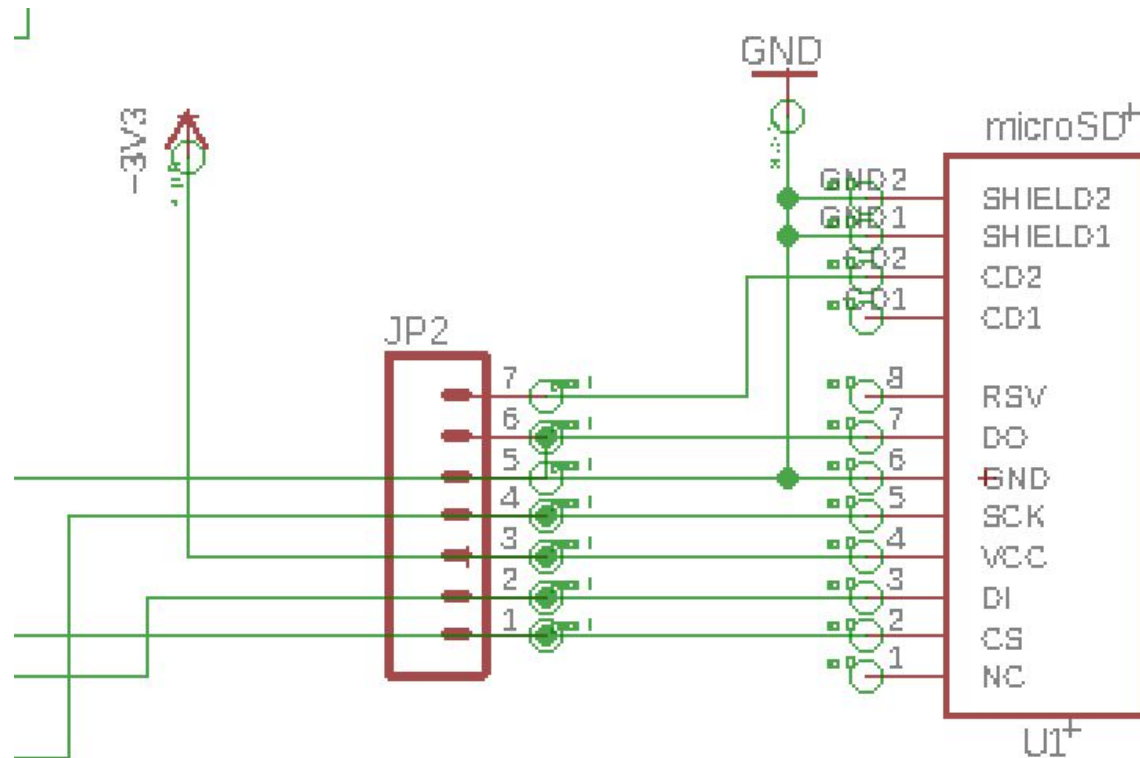 GND
-3V3
microSD
GND2
SHIELD2
GND1
SHIELD1
CD2
CD2
CD1
CD1
JP2
7
8
RSV
6
7
DO
5
6
GND
4
5
SCK
3
4
VCC
2
3
DI
1
2
CS
1
NC
U1